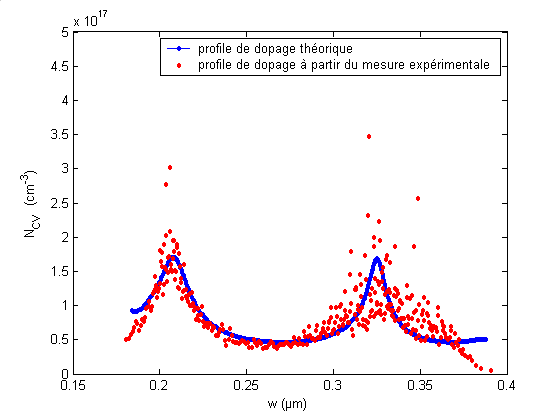 x 10^17
5
4.5
4
3.5
3
2.5
2
1.5
1
0.5
0
N_CV (cm^-3)
profile de dopage théorique
profile de dopage à partir du mesure expérimentale
0.15 0.2 0.25 0.3 0.35 0.4
w (μm)